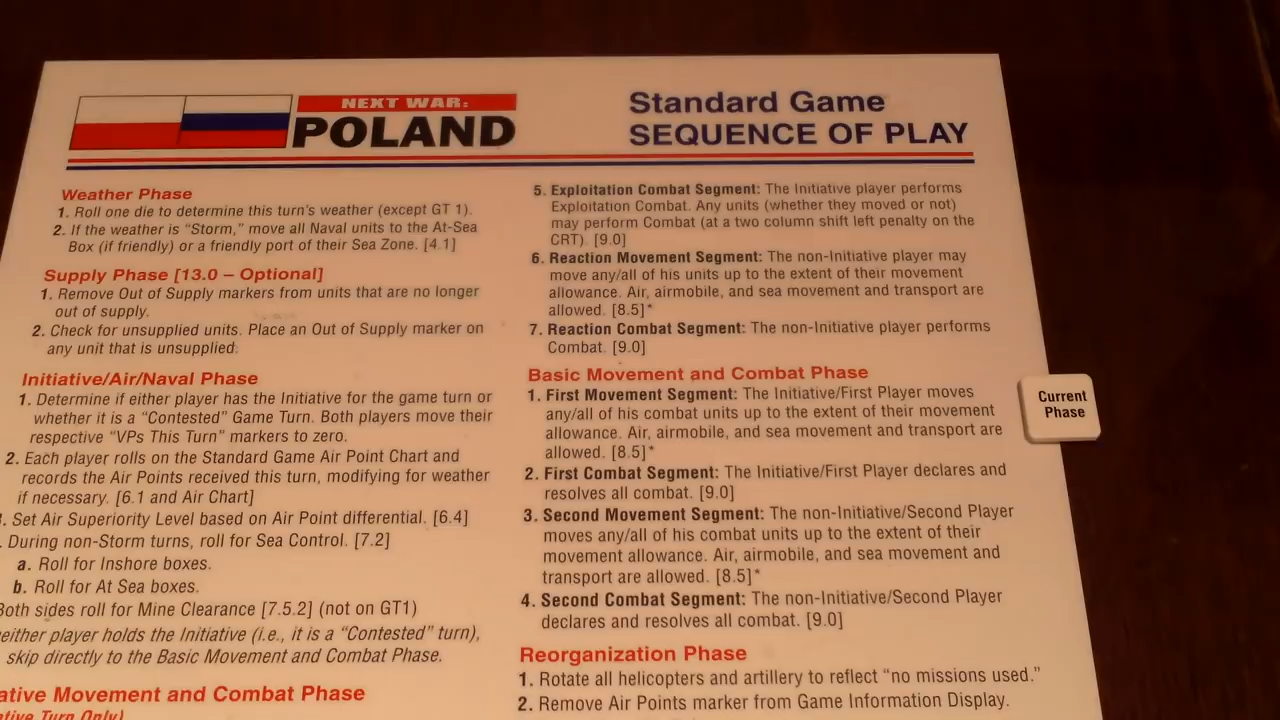 NEXT WAR:
POLAND
Standard Game
SEQUENCE OF PLAY
Weather Phase
1. Roll one die to determine this turn's weather (except GT 1).
2. If the weather is “Storm,” move all Naval units to the At-Sea
Box (if friendly) or a friendly port of their Sea Zone. [4.1]
Supply Phase [13.0 – Optional]
1. Remove Out of Supply markers from units that are no longer
out of supply.
2. Check for unsupplied units. Place an Out of Supply marker on
any unit that is unsupplied.
Initiative/Air/Naval Phase
1. Determine if either player has the Initiative for the game turn or
whether it is a “Contested” Game Turn. Both players move their
respective “VPs This Turn” markers to zero.
2. Each player rolls on the Standard Game Air Point Chart and
records the Air Points received this turn, modifying for weather
if necessary. [6.1 and Air Chart]
. Set Air Superiority Level based on Air Point differential. [6.4]
. During non-Storm turns, roll for Sea Control. [7.2]
a. Roll for Inshore boxes.
b. Roll for At Sea boxes.
Both sides roll for Mine Clearance [7.5.2] (not on GT1)
either player holds the Initiative (i.e., it is a “Contested” turn),
skip directly to the Basic Movement and Combat Phase.
ative Movement and Combat Phase
ative Turn Only)
5. Exploitation Combat Segment: The Initiative player performs
Exploitation Combat. Any units (whether they moved or not)
may perform Combat (at a two column shift left penalty on the
CRT). [9.0]
6. Reaction Movement Segment: The non-Initiative player may
move any/all of his units up to the extent of their movement
allowance. Air, airmobile, and sea movement and transport are
allowed. [8.5]*
7. Reaction Combat Segment: The non-Initiative player performs
Combat. [9.0]
Basic Movement and Combat Phase
1. First Movement Segment: The Initiative/First Player moves
any/all of his combat units up to the extent of their movement
allowance. Air, airmobile, and sea movement and transport are
allowed. [8.5]*
2. First Combat Segment: The Initiative/First Player declares and
resolves all combat. [9.0]
3. Second Movement Segment: The non-Initiative/Second Player
moves any/all of his combat units up to the extent of their
movement allowance. Air, airmobile, and sea movement and
transport are allowed. [8.5]*
4. Second Combat Segment: The non-Initiative/Second Player
declares and resolves all combat. [9.0]
Reorganization Phase
1. Rotate all helicopters and artillery to reflect “no missions used.”
2. Remove Air Points marker from Game Information Display.
Current
Phase